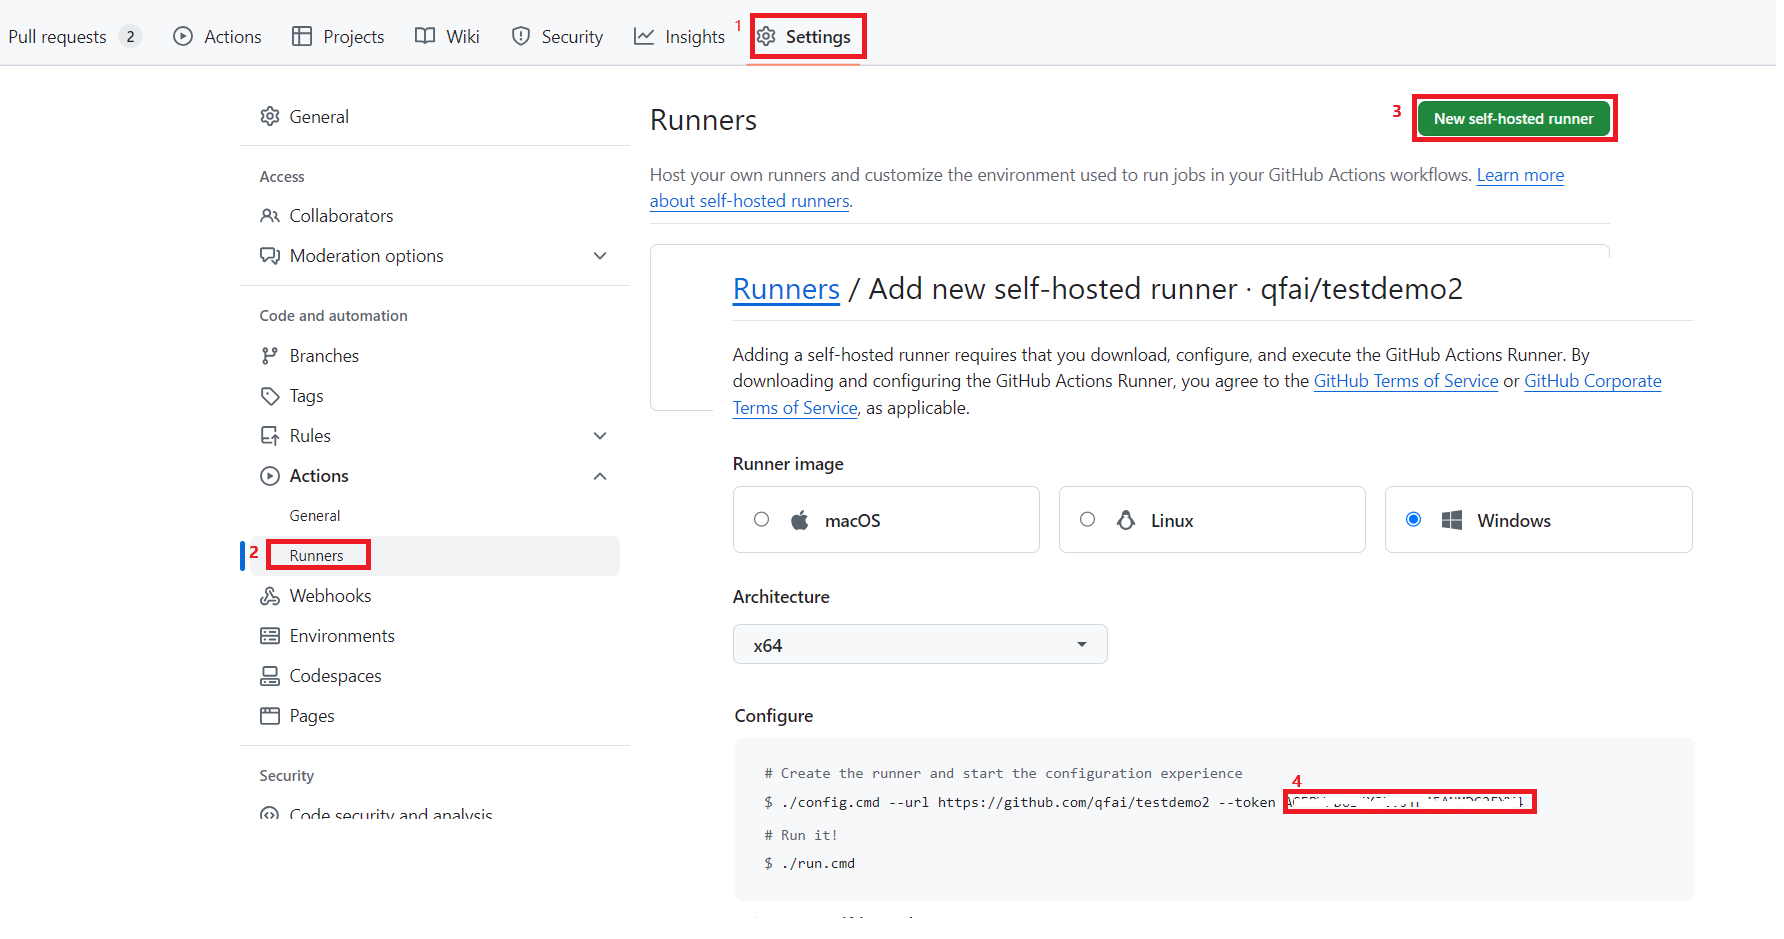 Pull requests 2 Actions Projects Wiki Security Insights 1 Settings
General
Access
Collaborators
Moderation options
Code and automation
Branches
Tags
Rules
Actions
General
2 Runners
Webhooks
Environments
Codespaces
Pages
Security
Code security and analysis
Runners
3 New self-hosted runner
Host your own runners and customize the environment used to run jobs in your GitHub Actions workflows. Learn more
about self-hosted runners.
Runners / Add new self-hosted runner · qfai/testdemo2
Adding a self-hosted runner requires that you download, configure, and execute the GitHub Actions Runner. By
downloading and configuring the GitHub Actions Runner, you agree to the GitHub Terms of Service or GitHub Corporate
Terms of Service, as applicable.
Runner image
macOS Linux Windows
Architecture
x64
Configure
# Create the runner and start the configuration experience
4
$ ./config.cmd --url https://github.com/qfai/testdemo2 --token
# Run it!
$ ./run.cmd